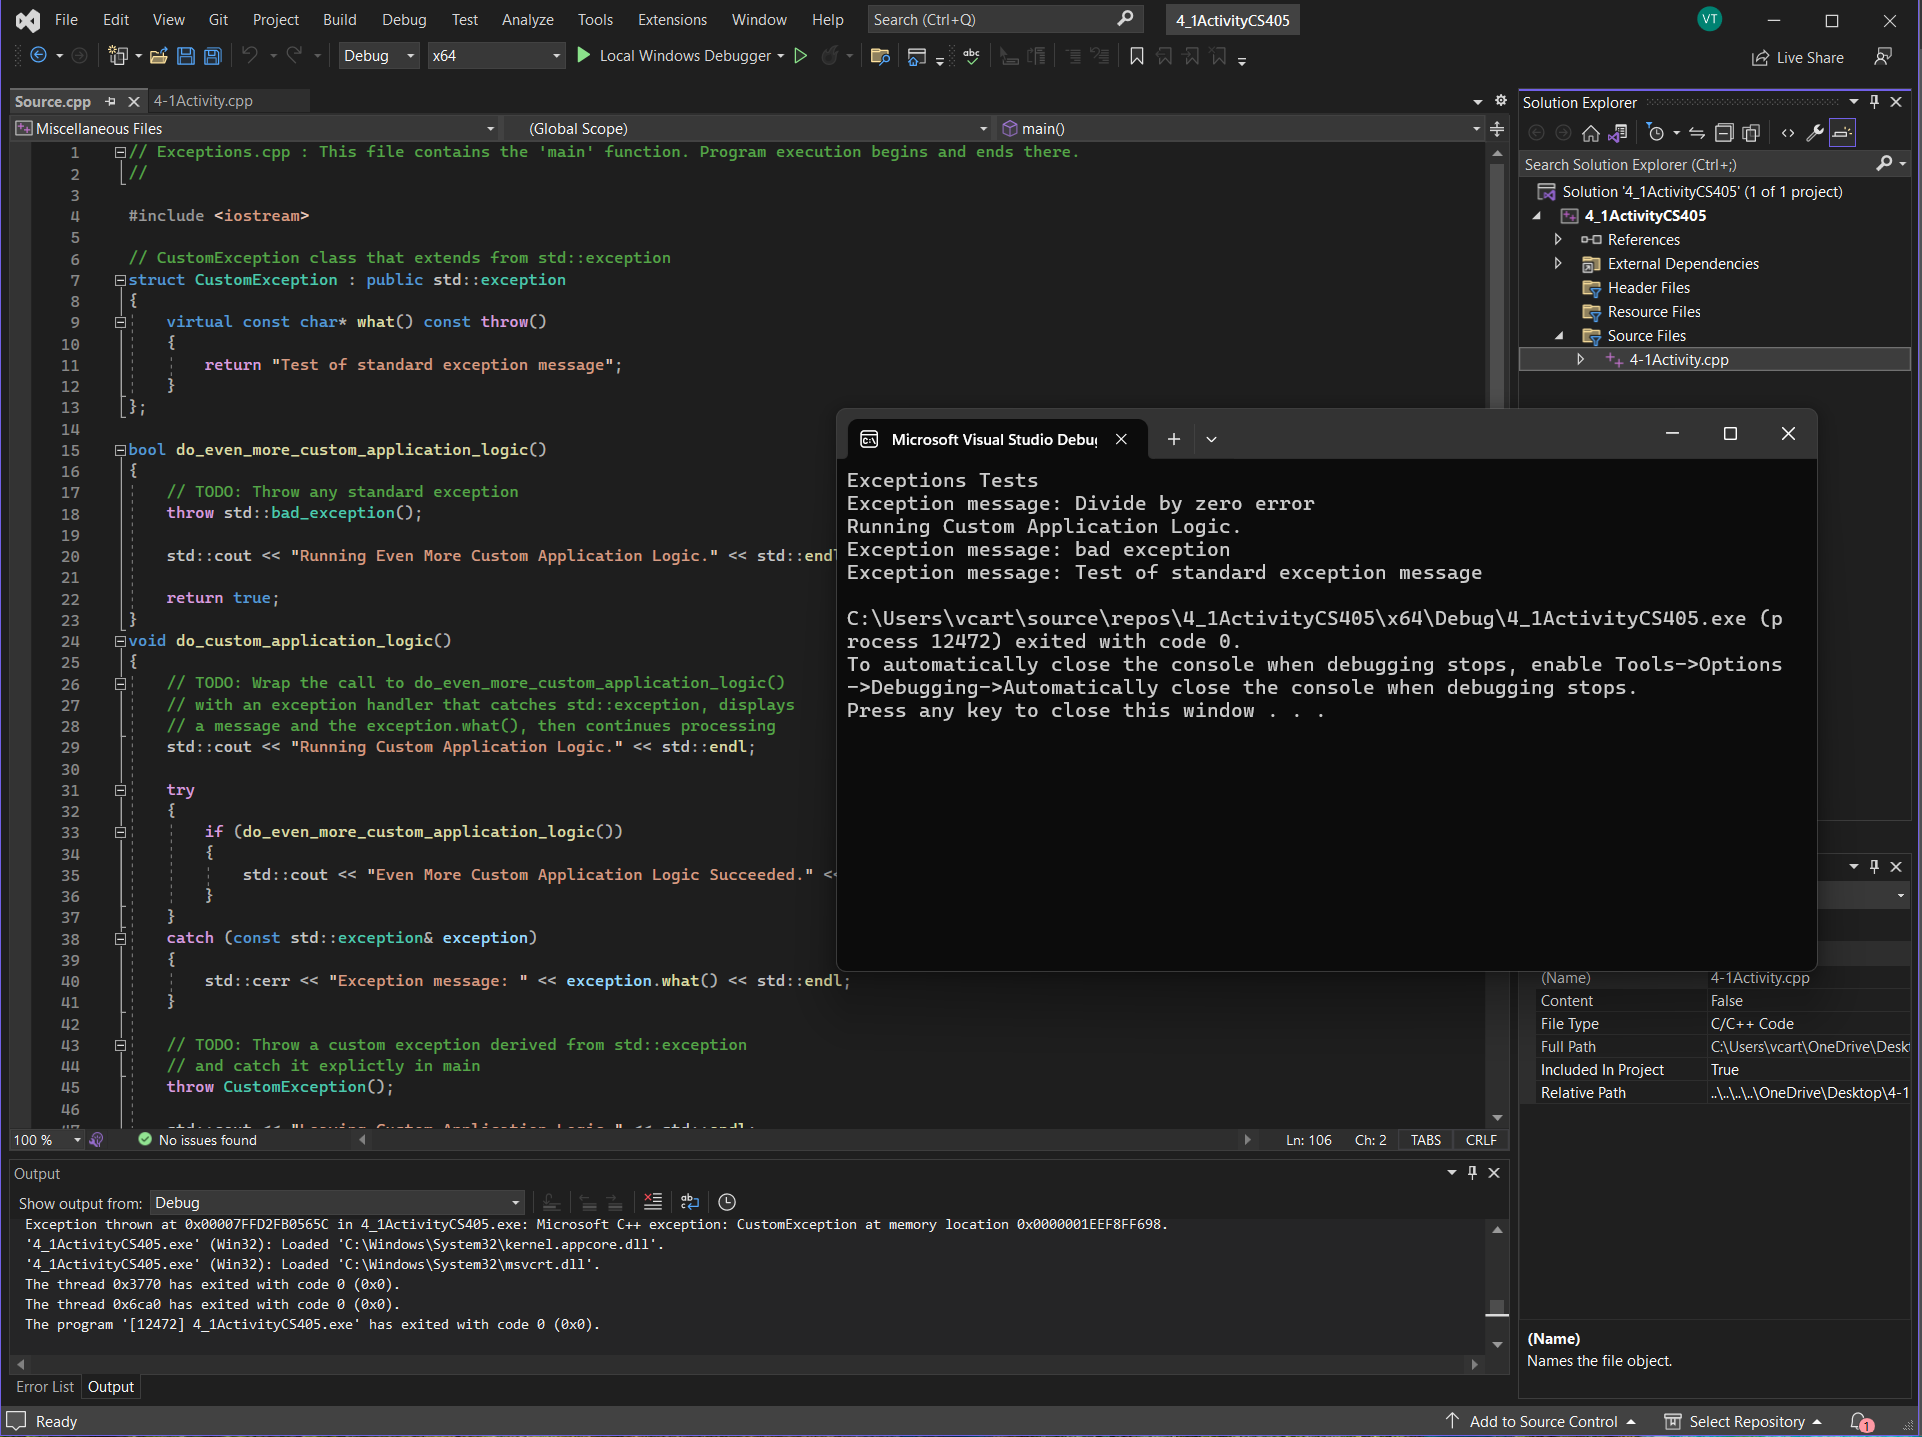 File Edit View Git Project Build Debug Test Analyze Tools Extensions Window Help Search (Ctrl+Q) 4_1ActivityCS405 VT
Debug x64 Local Windows Debugger abc Live Share
Source.cpp 4-1Activity.cpp
Miscellaneous Files (Global Scope) main()
1 // Exceptions.cpp : This file contains the 'main' function. Program execution begins and ends there.
2 //
3
4 #include <iostream>
5
6 // CustomException class that extends from std::exception
7 struct CustomException : public std::exception
8 {
9 virtual const char* what() const throw()
10 {
11 return "Test of standard exception message";
12 }
13 };
14
15 bool do_even_more_custom_application_logic()
16 {
17 // TODO: Throw any standard exception
18 throw std::bad_exception();
19
20 std::cout << "Running Even More Custom Application Logic." << std::endl
21
22 return true;
23 }
24 void do_custom_application_logic()
25 {
26 // TODO: Wrap the call to do_even_more_custom_application_logic()
27 // with an exception handler that catches std::exception, displays
28 // a message and the exception.what(), then continues processing
29 std::cout << "Running Custom Application Logic." << std::endl;
30
31 try
32 {
33 if (do_even_more_custom_application_logic())
34 {
35 std::cout << "Even More Custom Application Logic Succeeded." <<
36 }
37 }
38 catch (const std::exception& exception)
39 {
40 std::cerr << "Exception message: " << exception.what() << std::endl;
41 }
42
43 // TODO: Throw a custom exception derived from std::exception
44 // and catch it explictly in main
45 throw CustomException();
46
47 std::cout << "Leaving Custom Application Logic." << std::endl;
100 % No issues found Ln: 106 Ch: 2 TABS CRLF
Microsoft Visual Studio Debu
Exceptions Tests
Exception message: Divide by zero error
Running Custom Application Logic.
Exception message: bad exception
Exception message: Test of standard exception message
C:\Users\vcart\source\repos\4_1ActivityCS405\x64\Debug\4_1ActivityCS405.exe (p
rocess 12472) exited with code 0.
To automatically close the console when debugging stops, enable Tools->Options
->Debugging->Automatically close the console when debugging stops.
Press any key to close this window . . .
Solution Explorer
Search Solution Explorer (Ctrl+;)
Solution '4_1ActivityCS405' (1 of 1 project)
4_1ActivityCS405
References
External Dependencies
Header Files
Resource Files
Source Files
4-1Activity.cpp
(Name) 4-1Activity.cpp
Content False
File Type C/C++ Code
Full Path C:\Users\vcart\OneDrive\Desk
Included In Project True
Relative Path ..\..\..\..\OneDrive\Desktop\4-1
(Name)
Names the file object.
Output
Show output from: Debug
Exception thrown at 0x00007FFD2FB0565C in 4_1ActivityCS405.exe: Microsoft C++ exception: CustomException at memory location 0x0000001EEF8FF698.
'4_1ActivityCS405.exe' (Win32): Loaded 'C:\Windows\System32\kernel.appcore.dll'.
'4_1ActivityCS405.exe' (Win32): Loaded 'C:\Windows\System32\msvcrt.dll'.
The thread 0x3770 has exited with code 0 (0x0).
The thread 0x6ca0 has exited with code 0 (0x0).
The program '[12472] 4_1ActivityCS405.exe' has exited with code 0 (0x0).
Error List Output
Ready Add to Source Control Select Repository 1